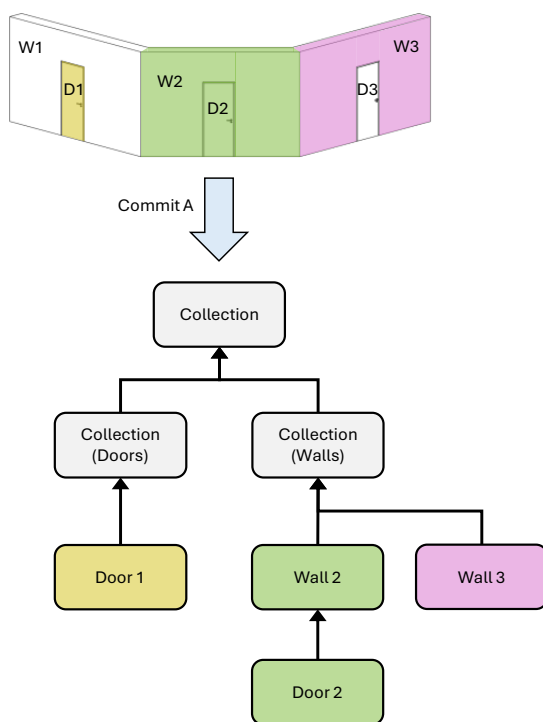 W1
W2
W3
D1
D2
D3
Commit A
Collection
Collection
(Doors)
Collection
(Walls)
Door 1
Wall 2
Wall 3
Door 2